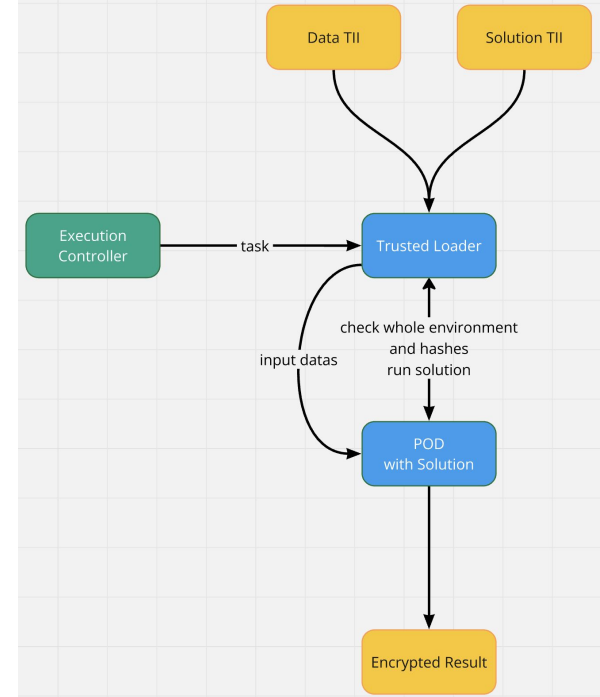 Data TII
Solution TII
Execution
Controller
task
Trusted Loader
check whole environment
and hashes
run solution
input datas
POD
with Solution
Encrypted Result